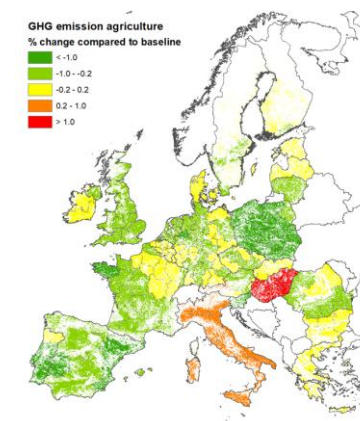 GHG emission agriculture
% change compared to baseline
< -1.0
-1.0 - -0.2
-0.2 - 0.2
0.2 - 1.0
> 1.0